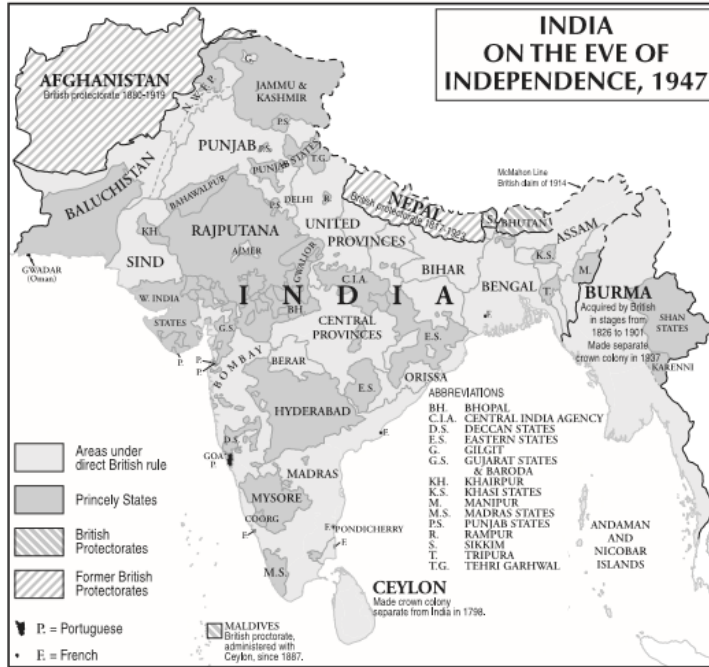 INDIA
ON THE EVE OF
INDEPENDENCE, 1947
AFGHANISTAN
British protectorate 1880-1919
N.W.F.P.
G.
JAMMU &
KASHMIR
P.S.
PUNJAB
P.S.
PUNJAB STATES
T.G.
BALUCHISTAN
BAHAWALPUR
P.S.
DELHI
R.
NEPAL
British protectorate 1817-1923
McMahon Line
British claim of 1914
S.
BHUTAN
ASSAM
KH.
RAJPUTANA
AJMER
GWALIOR
UNITED
PROVINCES
GWADAR
(Oman)
SIND
C.I.A.
BIHAR
BENGAL
K.S.
M.
T.
W. INDIA
STATES
INDIA
BH.
G.S.
CENTRAL
PROVINCES
E.S.
F.
BURMA
Acquired by British
in stages from
1826 to 1901
Made separate
crown colony in 1937
SHAN
STATES
KARENNI
P.
P.
P.
BOMBAY
BERAR
E.S.
ORISSA
HYDERABAD
D.S.
GOA
P.
F.
MADRAS
MYSORE
COORG
F.
F.
PONDICHERRY
F.
M.S.
ABBREVIATIONS
BH. BHOPAL
C.I.A. CENTRAL INDIA AGENCY
D.S. DECCAN STATES
E.S. EASTERN STATES
G. GILGIT
G.S. GUJARAT STATES
& BARODA
KH. KHAIRPUR
K.S. KHASI STATES
M. MANIPUR
M.S. MADRAS STATES
P.S. PUNJAB STATES
R. RAMPUR
S. SIKKIM
T. TRIPURA
T.G. TEHRI GARHWAL
ANDAMAN
AND
NICOBAR
ISLANDS
CEYLON
Made crown colony
separate from India in 1798.
MALDIVES
British proctorate,
administered with
Ceylon, since 1887.
Areas under
direct British rule
Princely States
British
Protectorates
Former British
Protectorates
P. = Portuguese
F. = French